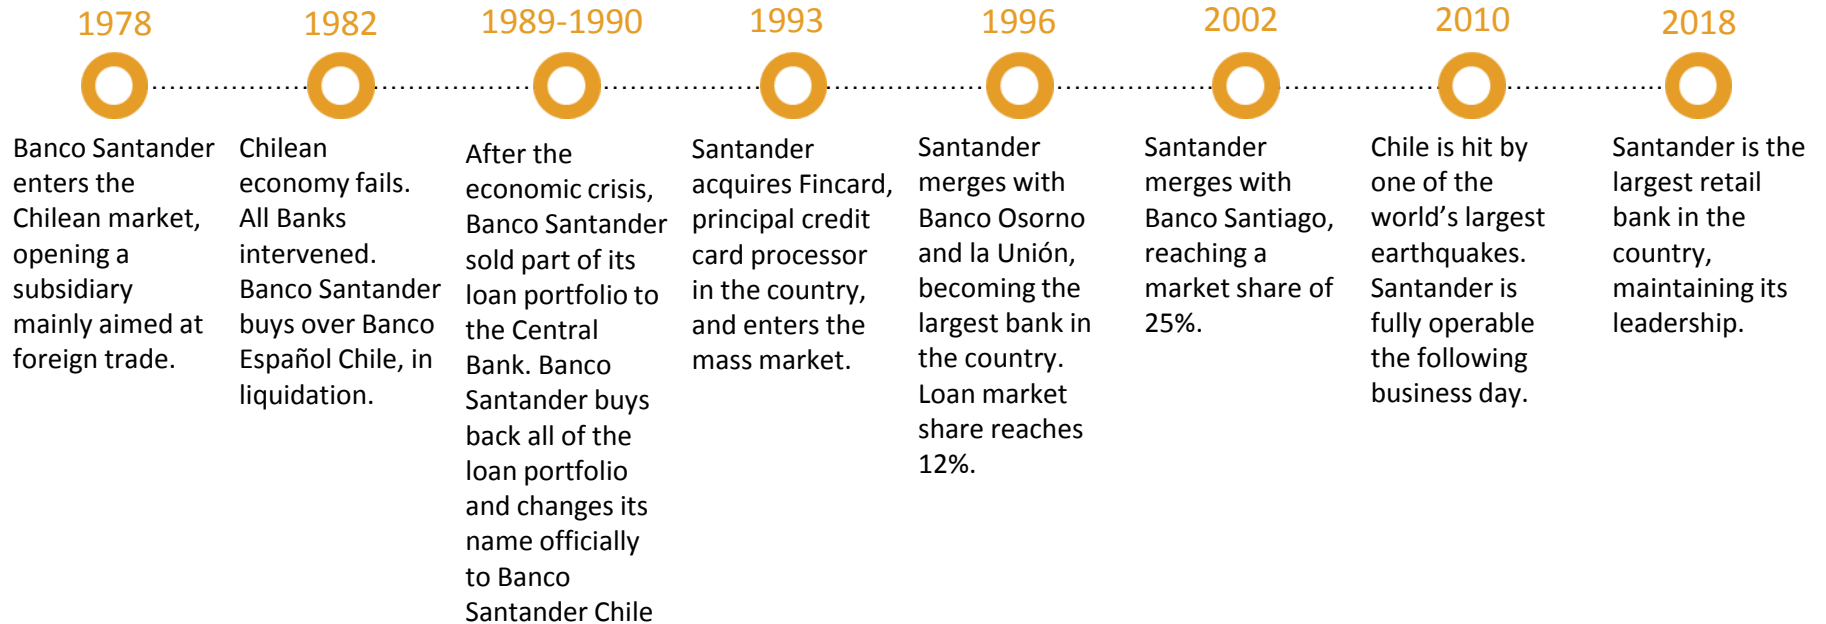 1978
Banco Santander
enters the
Chilean market,
opening a
subsidiary
mainly aimed at
foreign trade.
1982
Chilean
economy fails.
All Banks
intervened.
Banco Santander
buys over Banco
Español Chile, in
liquidation.
1989-1990
After the
economic crisis,
Banco Santander
sold part of its
loan portfolio to
the Central
Bank. Banco
Santander buys
back all of the
loan portfolio
and changes its
name officially
to Banco
Santander Chile
1993
Santander
acquires Fincard,
principal credit
card processor
in the country,
and enters the
mass market.
1996
Santander
merges with
Banco Osorno
and la Unión,
becoming the
largest bank in
the country.
Loan market
share reaches
12%.
2002
Santander
merges with
Banco Santiago,
reaching a
market share of
25%.
2010
Chile is hit by
one of the
world’s largest
earthquakes.
Santander is
fully operable
the following
business day.
2018
Santander is the
largest retail
bank in the
country,
maintaining its
leadership.